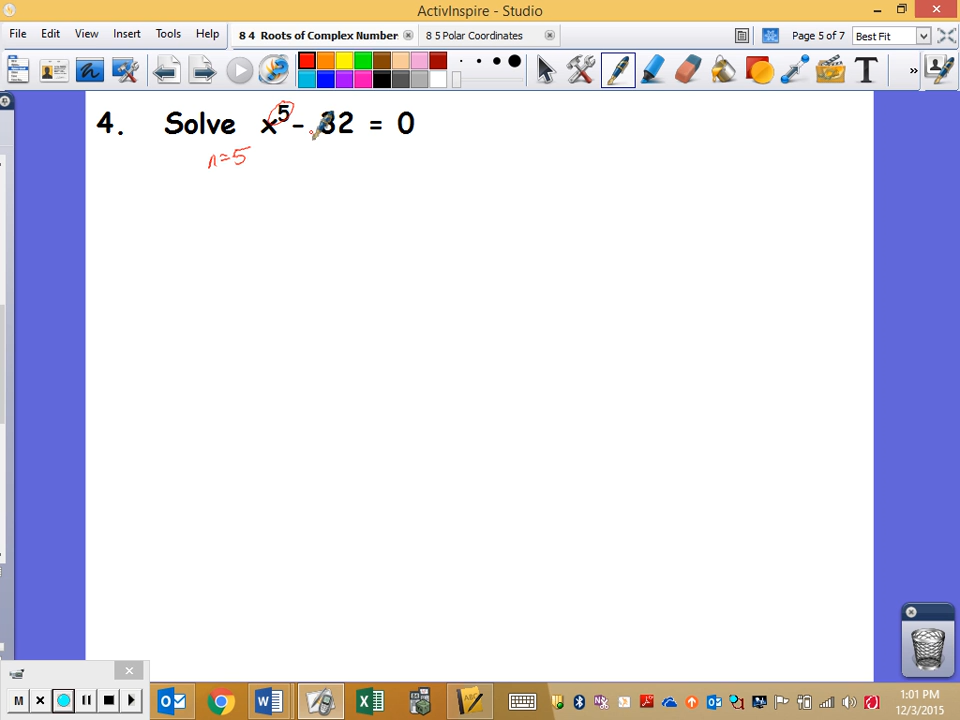 ActivInspire - Studio
File Edit View Insert Tools Help
8 4 Roots of Complex Number
8 5 Polar Coordinates
Page 5 of 7
Best Fit
»
4. Solve x⁵ - 32 = 0
n=5
M
1:01 PM
12/3/2015